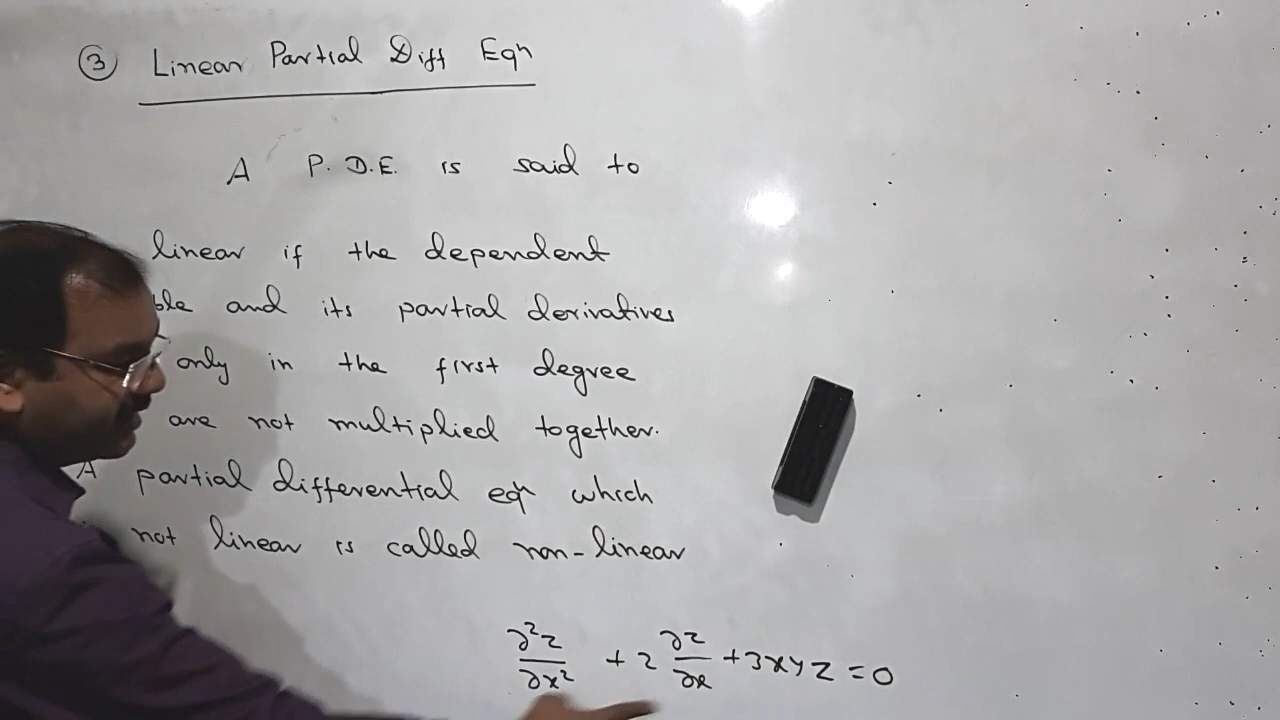 ③ Linear Partial Diff Eqn
A P.D.E. is said to
linear if the dependent
ble and its partial derivatives
only in the first degree
are not multiplied together.
A partial differential eqn which
not linear is called non-linear
∂²z/∂x² + 2 ∂z/∂x + 3xyz = 0